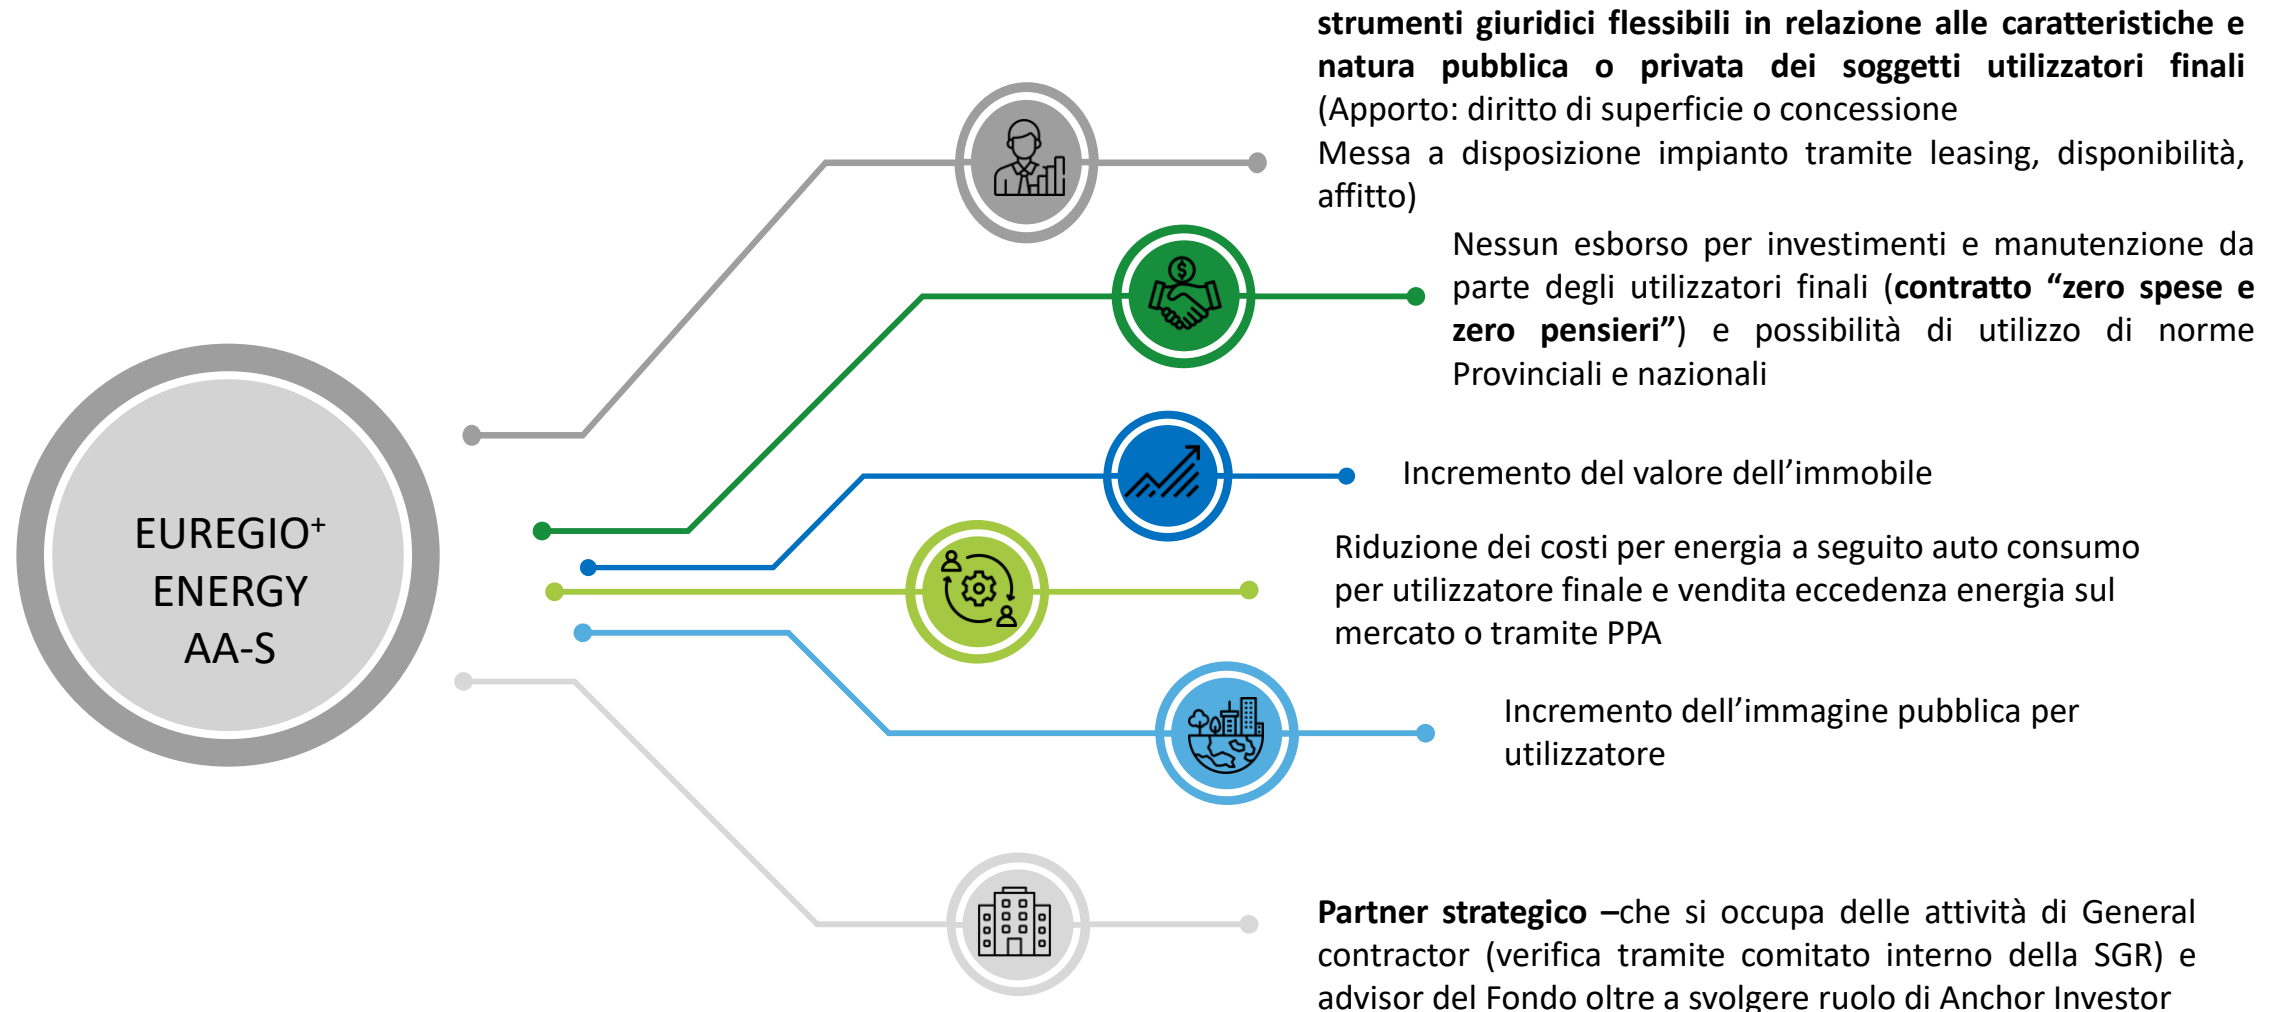 strumenti giuridici flessibili in relazione alle caratteristiche e
natura pubblica o privata dei soggetti utilizzatori finali
(Apporto: diritto di superficie o concessione
Messa a disposizione impianto tramite leasing, disponibilità,
affitto)
Nessun esborso per investimenti e manutenzione da
parte degli utilizzatori finali (contratto “zero spese e
zero pensieri”) e possibilità di utilizzo di norme
Provinciali e nazionali
Incremento del valore dell’immobile
EUREGIO⁺
ENERGY
AA-S
Riduzione dei costi per energia a seguito auto consumo
per utilizzatore finale e vendita eccedenza energia sul
mercato o tramite PPA
Incremento dell’immagine pubblica per
utilizzatore
Partner strategico –che si occupa delle attività di General
contractor (verifica tramite comitato interno della SGR) e
advisor del Fondo oltre a svolgere ruolo di Anchor Investor